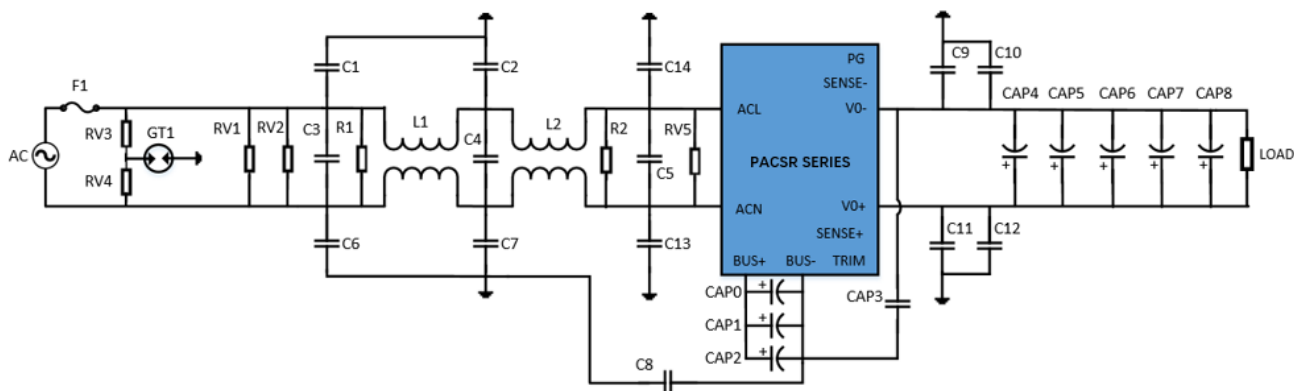 F1
AC
RV3
GT1
RV4
RV1
RV2
C1
C3
R1
C6
L1
C2
C4
C7
L2
R2
C14
C5
RV5
C13
ACL
ACN
PG
SENSE-
V0-
PACSR SERIES
V0+
SENSE+
BUS+ BUS- TRIM
CAP0
CAP1
CAP2
CAP3
C8
C9 C10
C11 C12
CAP4 CAP5 CAP6 CAP7 CAP8
+ + + + +
+
+
+
LOAD